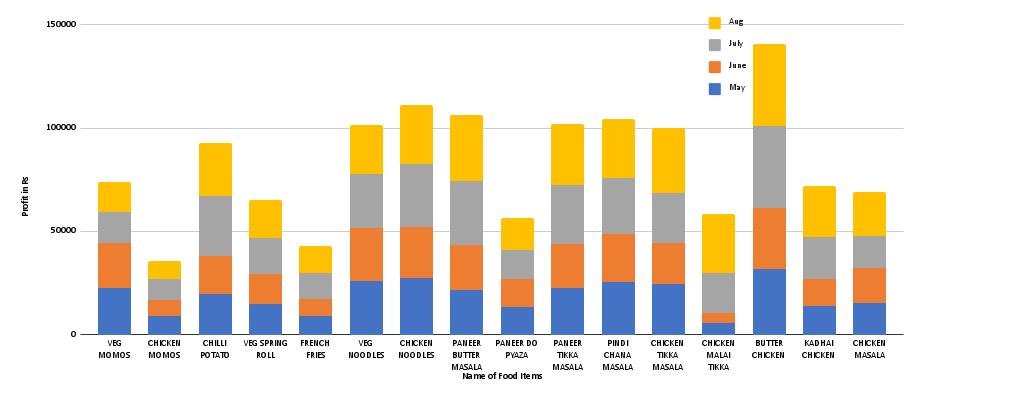 150000
100000
50000
0
Profit in Rs
Aug
July
June
May
VEG
MOMOS
CHICKEN
MOMOS
CHILLI
POTATO
VEG SPRING
ROLL
FRENCH
FRIES
VEG
NOODLES
CHICKEN
NOODLES
PANEER
BUTTER
MASALA
PANEER DO
PYAZA
PANEER
TIKKA
MASALA
PINDI
CHANA
MASALA
CHICKEN
TIKKA
MASALA
CHICKEN
MALAI
TIKKA
BUTTER
CHICKEN
KADHAI
CHICKEN
CHICKEN
MASALA
Name of Food Items